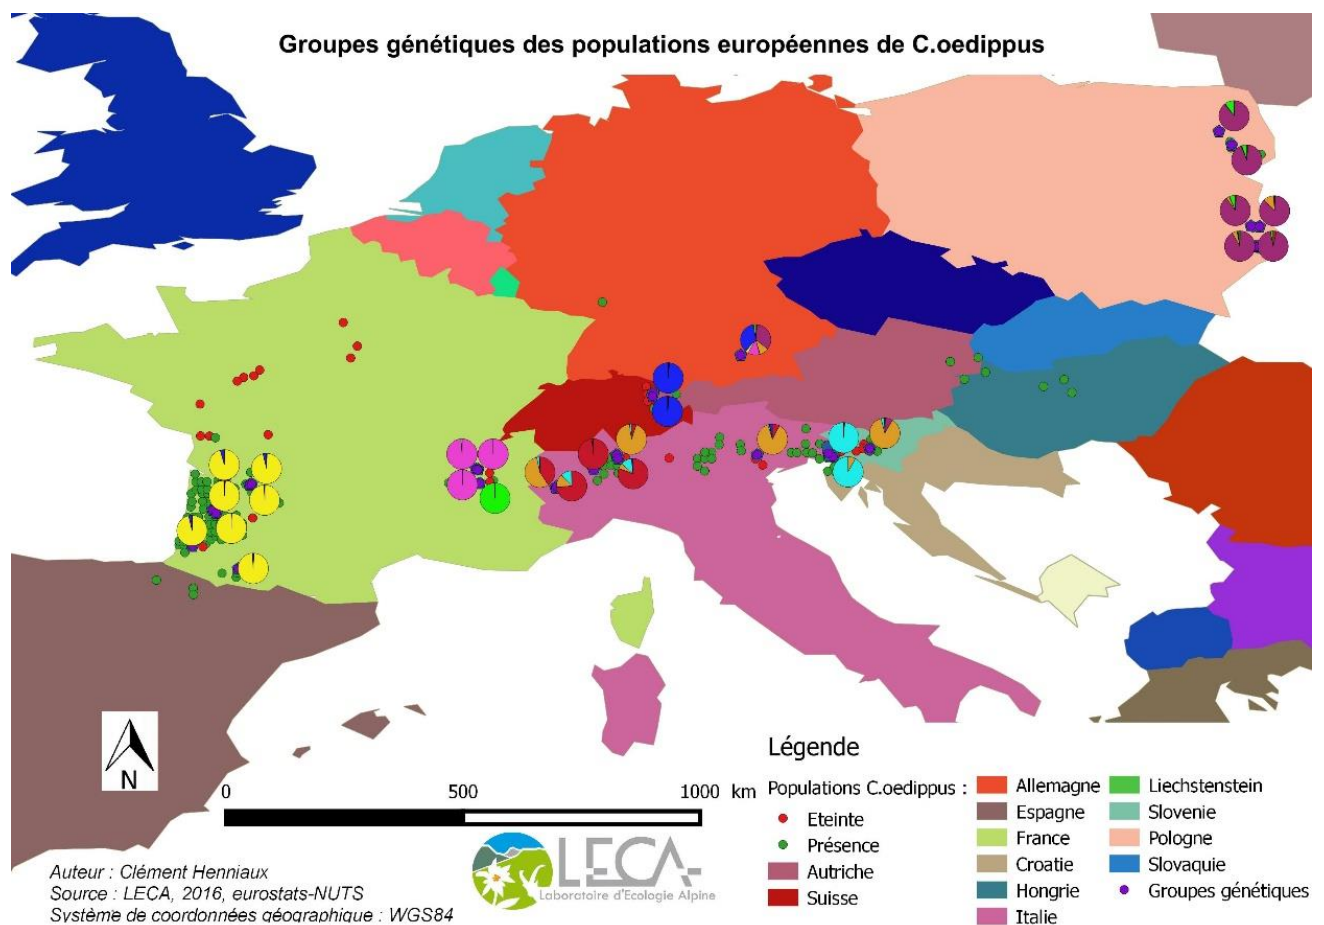 Groupes génétiques des populations européennes de C.oedippus
N
0 500 1000 km
LECA
Laboratoire d'Ecologie Alpine
Auteur : Clément Henniaux
Source : LECA, 2016, eurostats-NUTS
Système de coordonnées géographique : WGS84
Légende
Populations C.oedippus :
Eteinte
Présence
Autriche
Suisse
Allemagne
Espagne
France
Croatie
Hongrie
Italie
Liechstenstein
Slovenie
Pologne
Slovaquie
Groupes génétiques